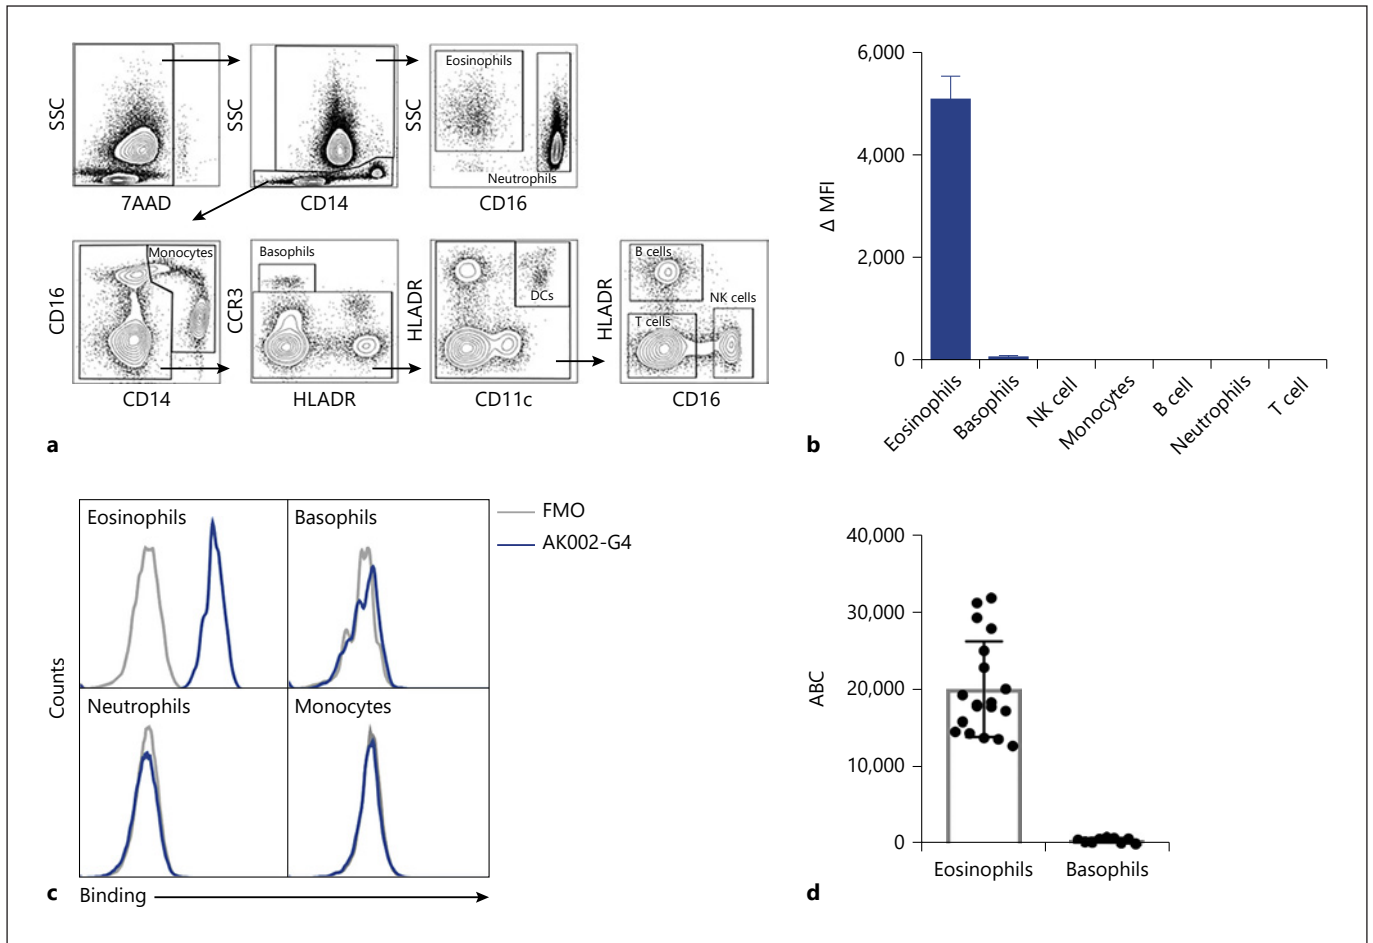 SSC
7AAD
SSC
CD14
SSC
Eosinophils
Neutrophils
CD16
CD16
Monocytes
CD14
CCR3
Basophils
HLADR
HLADR
DCs
CD11c
HLADR
B cells
NK cells
T cells
CD16
a
Δ MFI
6,000
4,000
2,000
0
Eosinophils
Basophils
NK cell
Monocytes
B cell
Neutrophils
T cell
b
Counts
Eosinophils
Basophils
Neutrophils
Monocytes
FMO
AK002-G4
c
Binding
ABC
40,000
30,000
20,000
10,000
0
Eosinophils
Basophils
d